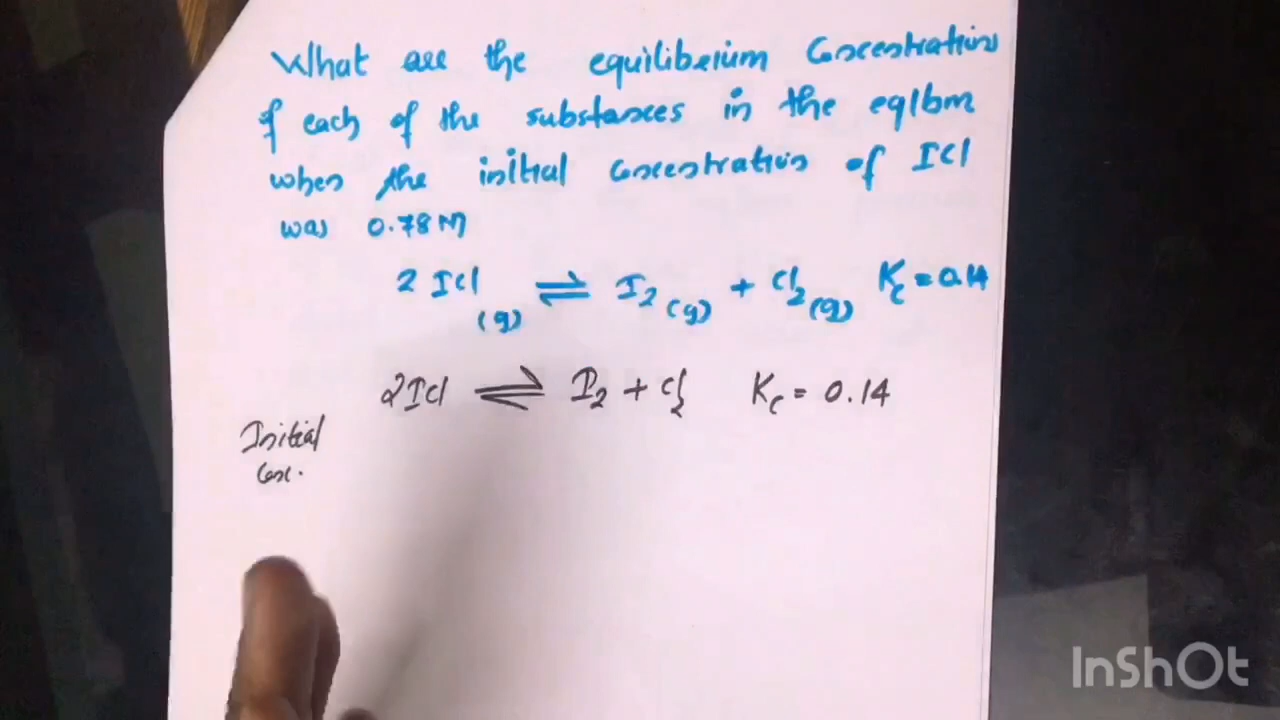 What are the equilibrium Concentrations
of each of the substances in the eqlbm
when the initial concentration of ICl
was 0.78 M
2 ICl (g) ⇌ I2 (g) + Cl2 (g) Kc = 0.14
2ICl ⇌ I2 + Cl2 Kc = 0.14
Initial
Conc.
InShOt